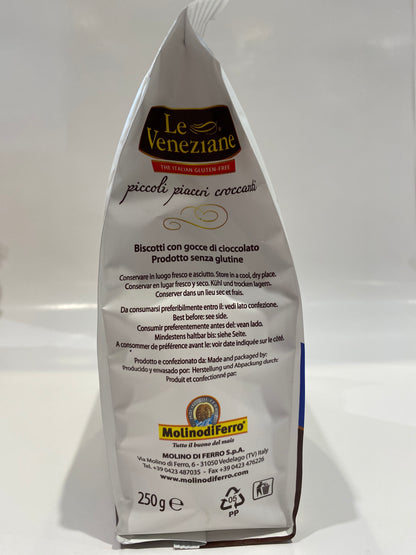 Le
Veneziane
THE ITALIAN GLUTEN-FREE
piccoli piaceri croccanti
Biscotti con gocce di cioccolato
Prodotto senza glutine
Conservare in luogo fresco e asciutto. Store in a cool, dry place.
Conservar en lugar fresco y seco. Kühl und trocken lagern.
Conserver dans un lieu sec et frais.
Da consumarsi preferibilmente entro il: vedi lato confezione.
Best before: see side.
Consumir preferentemente antes del: vean lado.
Mindestens haltbar bis: siehe Seite.
A consommer de préférence avant le: voir date indiquée sur le côté.
Prodotto e confezionato da: Made and packaged by:
Producido y envasado por: Herstellung und Abpackung durch:
Produit et confectionné par:
MolinodiFerro®
Tutto il buono del mais
MOLINO DI FERRO S.p.A.
Via Molino di Ferro, 6 - 31050 Vedelago (TV) Italy
Tel. +39 0423 487035 - Fax +39 0423 476226
www.molinodiferro.com
250 g ℮
05
PP